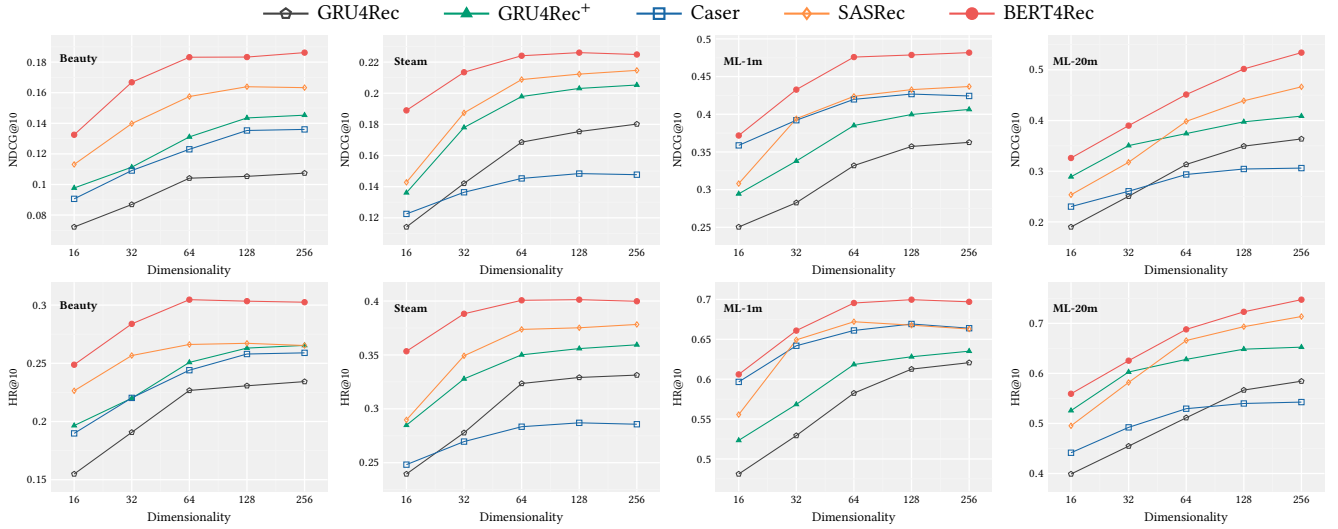 GRU4Rec GRU4Rec+ Caser SASRec BERT4Rec
Beauty
NDCG@10
0.18
0.16
0.14
0.12
0.1
0.08
16 32 64 128 256
Dimensionality
Steam
NDCG@10
0.22
0.2
0.18
0.16
0.14
0.12
16 32 64 128 256
Dimensionality
ML-1m
NDCG@10
0.5
0.45
0.4
0.35
0.3
0.25
16 32 64 128 256
Dimensionality
ML-20m
NDCG@10
0.5
0.4
0.3
0.2
16 32 64 128 256
Dimensionality
Beauty
HR@10
0.3
0.25
0.2
0.15
16 32 64 128 256
Dimensionality
Steam
HR@10
0.4
0.35
0.3
0.25
16 32 64 128 256
Dimensionality
ML-1m
HR@10
0.7
0.65
0.6
0.55
0.5
16 32 64 128 256
Dimensionality
ML-20m
HR@10
0.7
0.6
0.5
0.4
16 32 64 128 256
Dimensionality